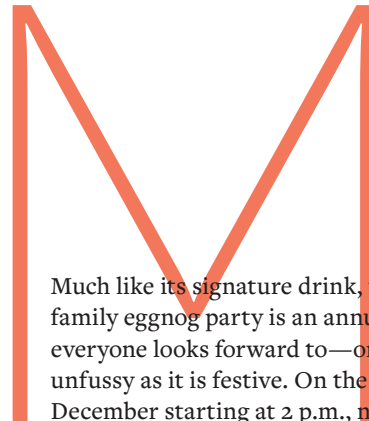 M
Much like its signature drink,
family eggnog party is an annu
everyone looks forward to—or
unfussy as it is festive. On the
December starting at 2 p.m., m